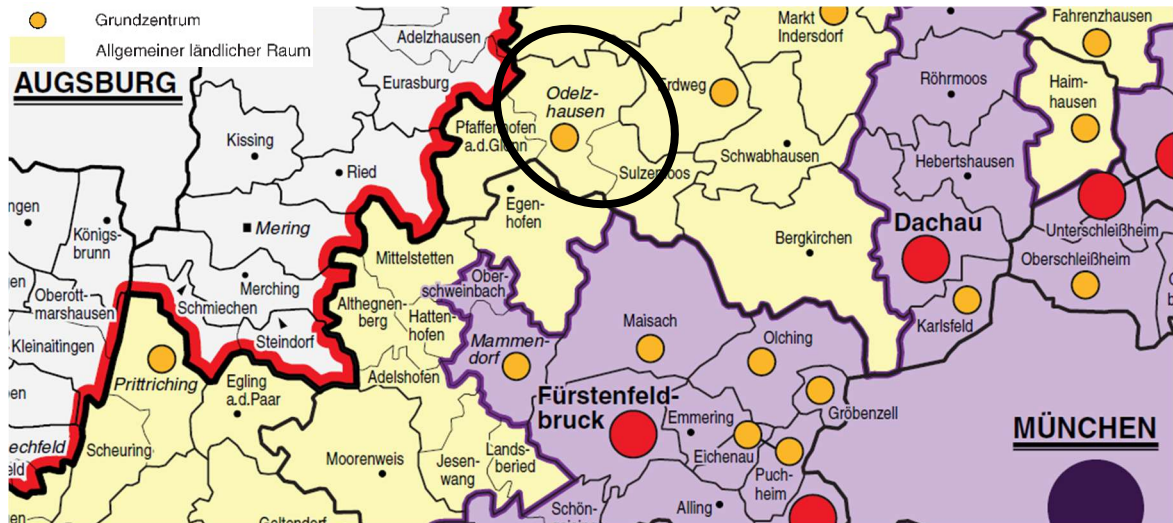 Grundzentrum
Allgemeiner ländlicher Raum
AUGSBURG
Adelzhausen
Eurasburg
Kissing
Ried
Mering
Königs-
brunn
Merching
Schmiechen
Steindorf
Oberott-
marshausen
Kleinaitingen
Prittriching
Scheuring
Egling
a.d.Paar
Moorenweis
Mittelstetten
Althegnen-
berg
Hatten-
hofen
Adelshofen
Jesen-
wang
Lands-
beried
Odelz-
hausen
Pfaffenhofen
a.d.Glonn
Sulzemoos
Egen-
hofen
Erdweg
Markt
Indersdorf
Schwabhausen
Bergkirchen
Ober-
schweinbach
Mammen-
dorf
Maisach
Olching
Fürstenfeld-
bruck
Emmering
Eichenau
Puch-
heim
Gröbenzell
Alling
Schön-
Röhrmoos
Hebertshausen
Dachau
Karlsfeld
Fahrenzhausen
Haim-
hausen
Unterschleißheim
Oberschleißheim
MÜNCHEN